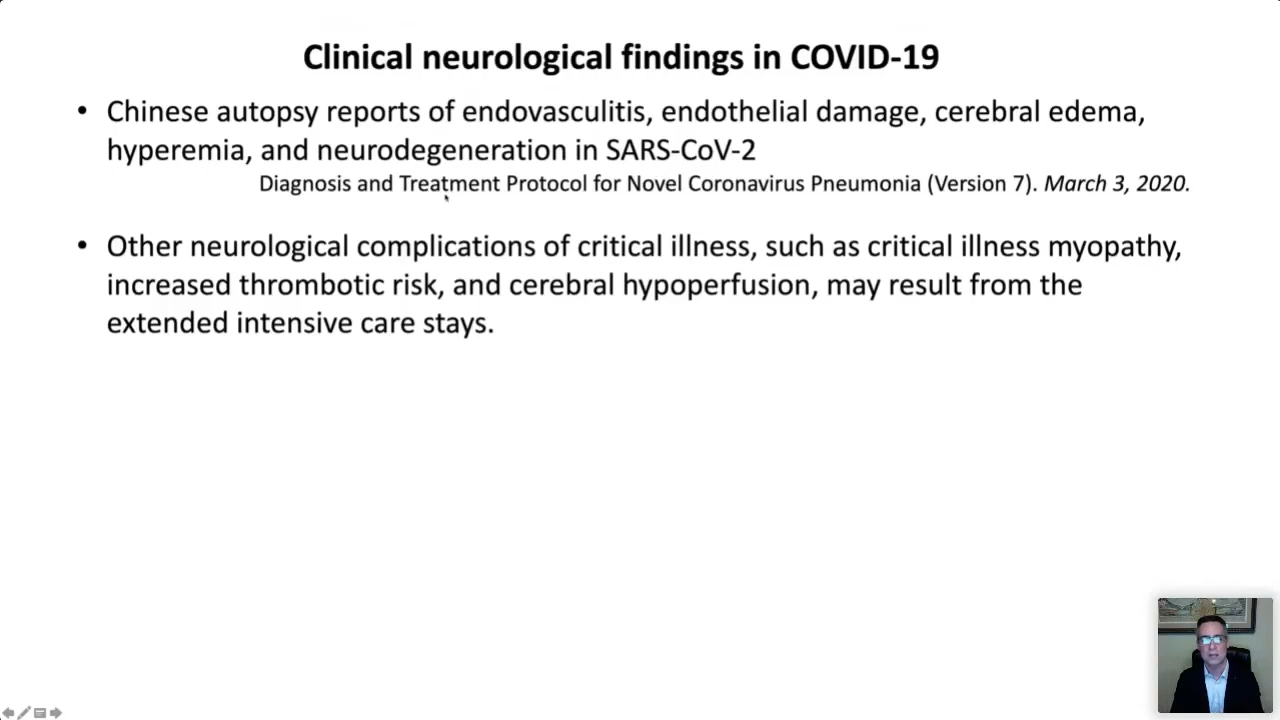 Clinical neurological findings in COVID-19
• Chinese autopsy reports of endovasculitis, endothelial damage, cerebral edema,
hyperemia, and neurodegeneration in SARS-CoV-2
Diagnosis and Treatment Protocol for Novel Coronavirus Pneumonia (Version 7). March 3, 2020.
• Other neurological complications of critical illness, such as critical illness myopathy,
increased thrombotic risk, and cerebral hypoperfusion, may result from the
extended intensive care stays.